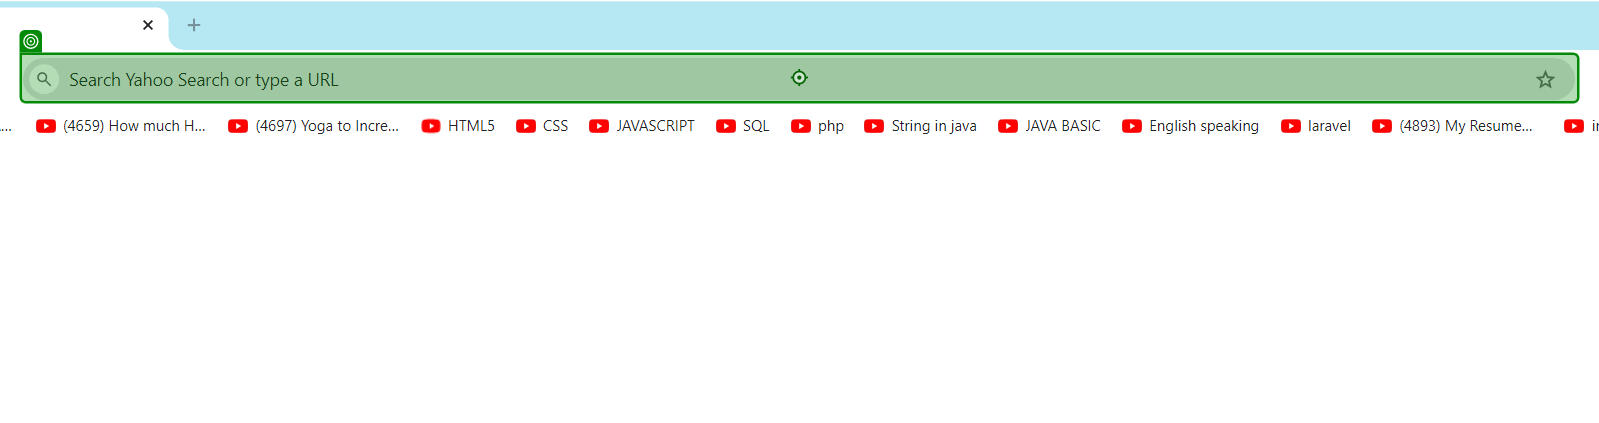 Search Yahoo Search or type a URL
... (4659) How much H... (4697) Yoga to Incre... HTML5 CSS JAVASCRIPT SQL php String in java JAVA BASIC English speaking laravel (4893) My Resume...